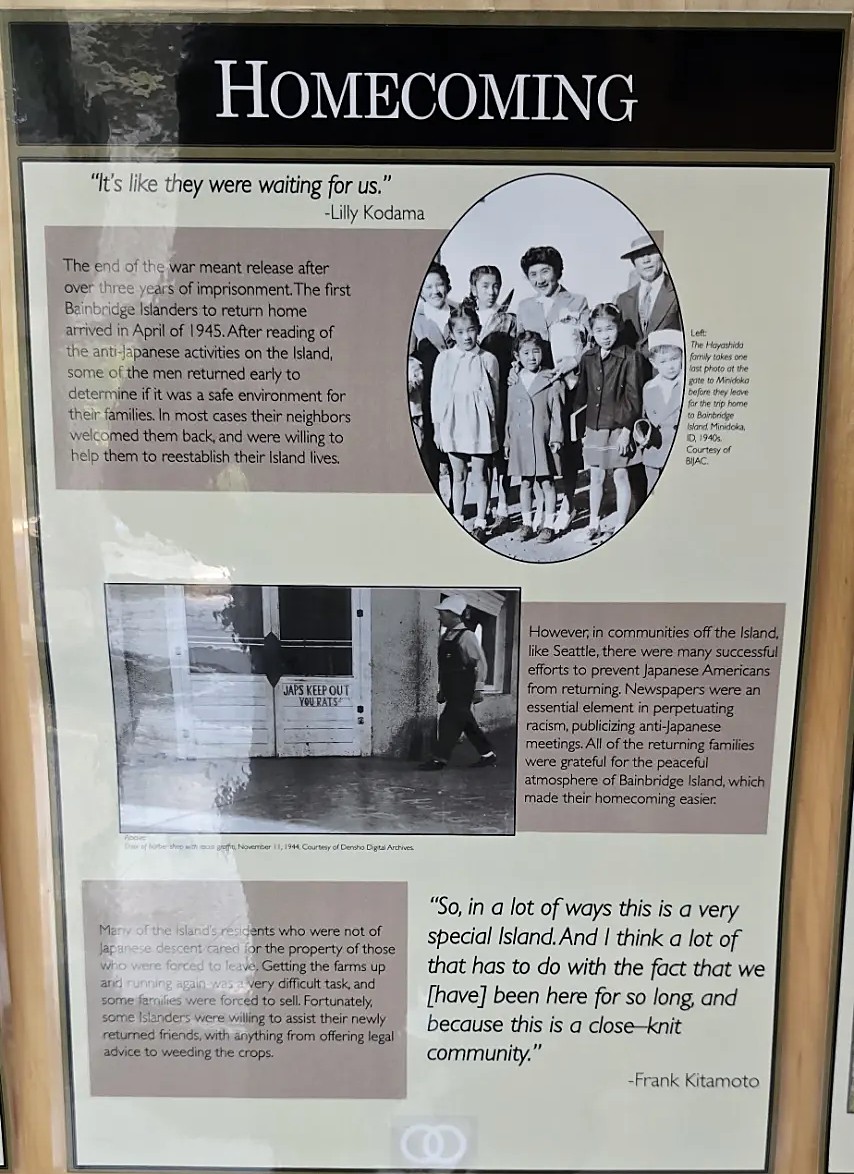 HOMECOMING
“It’s like they were waiting for us.”
-Lilly Kodama
The end of the war meant release after
over three years of imprisonment. The first
Bainbridge Islanders to return home
arrived in April of 1945. After reading of
the anti-Japanese activities on the Island,
some of the men returned early to
determine if it was a safe environment for
their families. In most cases their neighbors
welcomed them back, and were willing to
help them to reestablish their Island lives.
Left:
The Hayashida
family takes one
last photo at the
gate to Minidoka
before they leave
for the trip home
to Bainbridge
Island. Minidoka,
ID, 1940s.
Courtesy of
BIJAC.
JAPS KEEP OUT
YOU RATS
However, in communities off the Island,
like Seattle, there were many successful
efforts to prevent Japanese Americans
from returning. Newspapers were an
essential element in perpetuating
racism, publicizing anti-Japanese
meetings. All of the returning families
were grateful for the peaceful
atmosphere of Bainbridge Island, which
made their homecoming easier.
Above:
Door of barber shop with racist graffiti, November 11, 1944. Courtesy of Densho Digital Archives.
Many of the island's residents who were not of
Japanese descent cared for the property of those
who were forced to leave. Getting the farms up
and running again was a very difficult task, and
some families were forced to sell. Fortunately,
some Islanders were willing to assist their newly
returned friends, with anything from offering legal
advice to weeding the crops.
“So, in a lot of ways this is a very
special Island. And I think a lot of
that has to do with the fact that we
[have] been here for so long, and
because this is a close-knit
community.”
-Frank Kitamoto